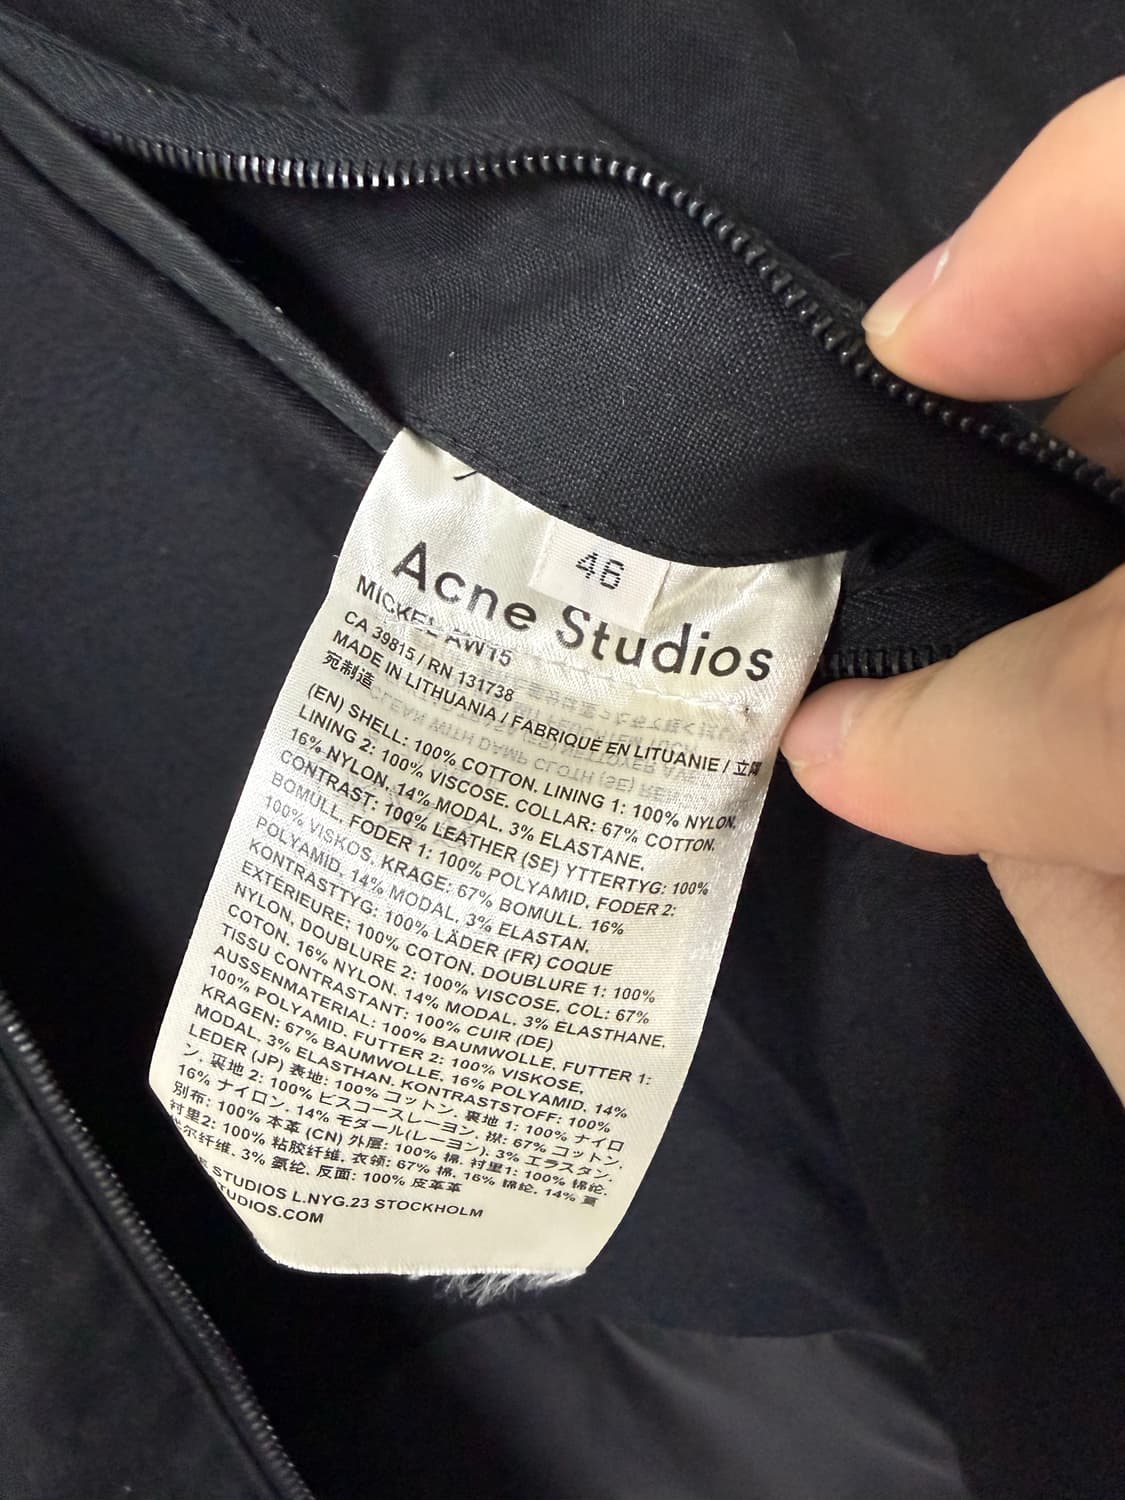 46
Acne Studios
MICKEL AW15
CA 39815 / RN 131738
MADE IN LITHUANIA / FABRIQUÉ EN LITUANIE / 立陶
宛制造
(EN) SHELL: 100% COTTON, LINING 1: 100% NYLON,
LINING 2: 100% VISCOSE, COLLAR: 67% COTTON,
16% NYLON, 14% MODAL, 3% ELASTANE,
CONTRAST: 100% LEATHER (SE) YTTERTYG: 100%
BOMULL, FODER 1: 100% POLYAMID, FODER 2:
100% VISKOS, KRAGE: 67% BOMULL, 16%
POLYAMID, 14% MODAL, 3% ELASTAN,
KONTRASTTYG: 100% LÄDER (FR) COQUE
EXTERIEURE: 100% COTON, DOUBLURE 1: 100%
NYLON, DOUBLURE 2: 100% VISCOSE, COL: 67%
COTON, 16% NYLON, 14% MODAL, 3% ELASTHANE,
TISSU CONTRASTANT: 100% CUIR (DE)
AUSSENMATERIAL: 100% BAUMWOLLE, FUTTER 1:
100% POLYAMID, FUTTER 2: 100% VISKOSE,
KRAGEN: 67% BAUMWOLLE, 16% POLYAMID, 14%
MODAL, 3% ELASTHAN, KONTRASTSTOFF: 100%
LEDER (JP) 表地: 100% コットン, 裏地 1: 100% ナイロ
ン, 裏地 2: 100% ビスコースレーヨン, 襟: 67% コットン,
16% ナイロン, 14% モダール(レーヨン), 3% エラスタン,
別布: 100% 本革 (CN) 外层: 100% 棉, 衬里1: 100% 锦纶,
衬里2: 100% 粘胶纤维, 衣领: 67% 棉, 16% 锦纶, 14% 莫
尔纤维, 3% 氨纶, 反面: 100% 皮革革
STUDIOS L.NYG.23 STOCKHOLM
TUDIOS.COM